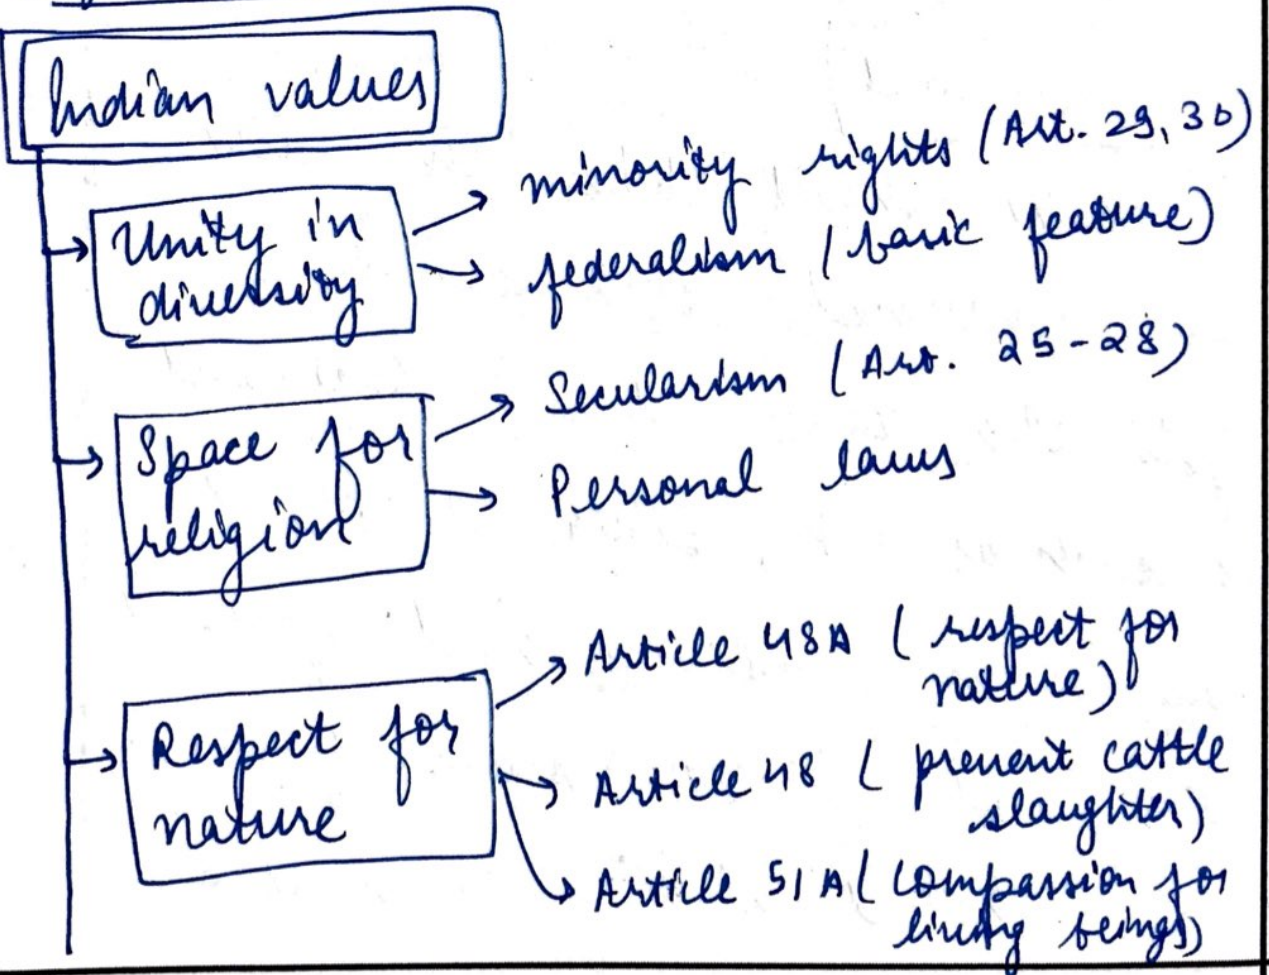 Indian values
Unity in
diversity
minority rights (Art. 29, 30)
federalism (basic feature)
Space for
religion
Secularism (Art. 25-28)
Personal laws
Respect for
nature
Article 48A (respect for
nature)
Article 48 (prevent cattle
slaughter)
Article 51A (compassion for
living beings)